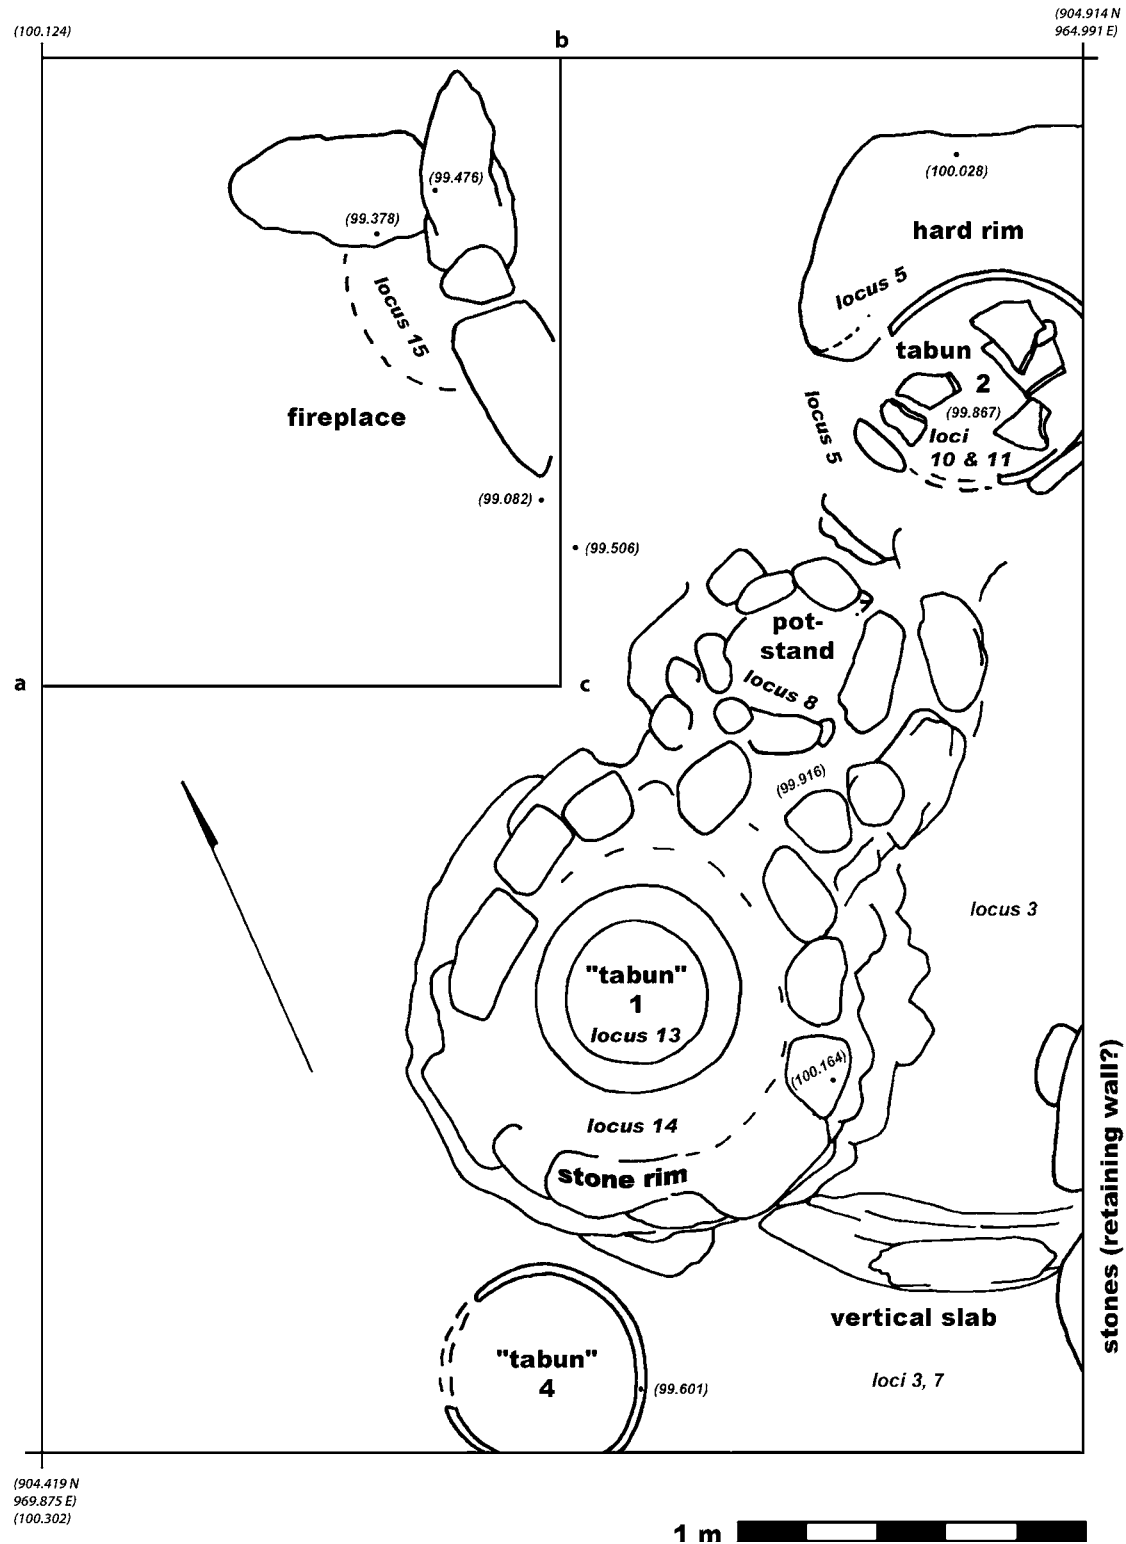 (904.914 N
964.991 E)
(100.124)
b
(99.476)
(99.378)
locus 15
fireplace
(99.082)
(99.506)
a
c
(100.028)
hard rim
locus 5
tabun
2
(99.867)
loci
10 & 11
locus 5
pot-
stand
locus 8
(99.916)
locus 3
"tabun"
1
locus 13
(100.164)
locus 14
stone rim
stones (retaining wall?)
vertical slab
"tabun"
4
(99.601)
loci 3, 7
(904.419 N
969.875 E)
(100.302)
1 m